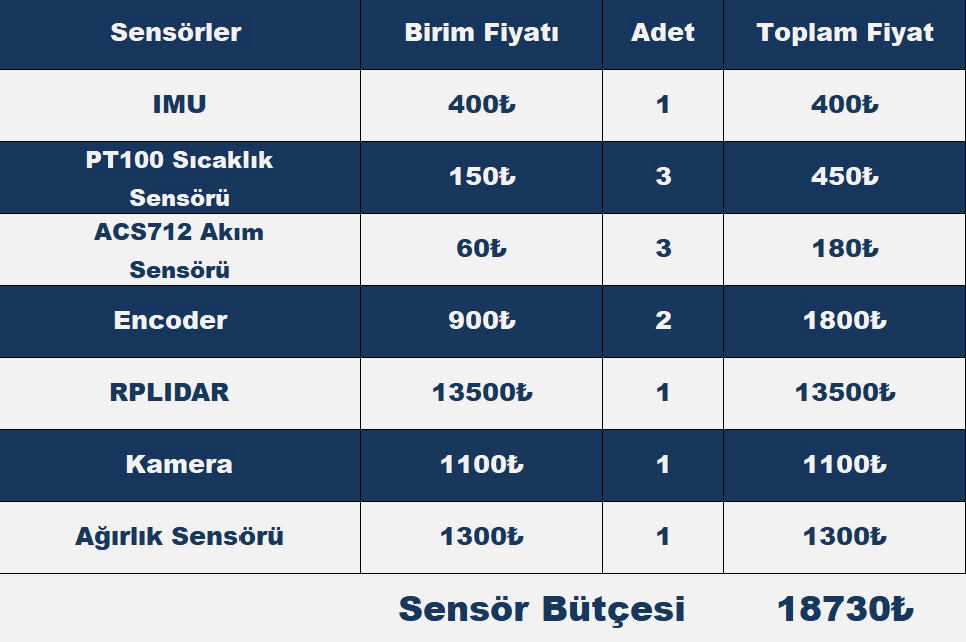 Sensörler Birim Fiyatı Adet Toplam Fiyat
IMU 400₺ 1 400₺
PT100 Sıcaklık
Sensörü 150₺ 3 450₺
ACS712 Akım
Sensörü 60₺ 3 180₺
Encoder 900₺ 2 1800₺
RPLIDAR 13500₺ 1 13500₺
Kamera 1100₺ 1 1100₺
Ağırlık Sensörü 1300₺ 1 1300₺
Sensör Bütçesi 18730₺